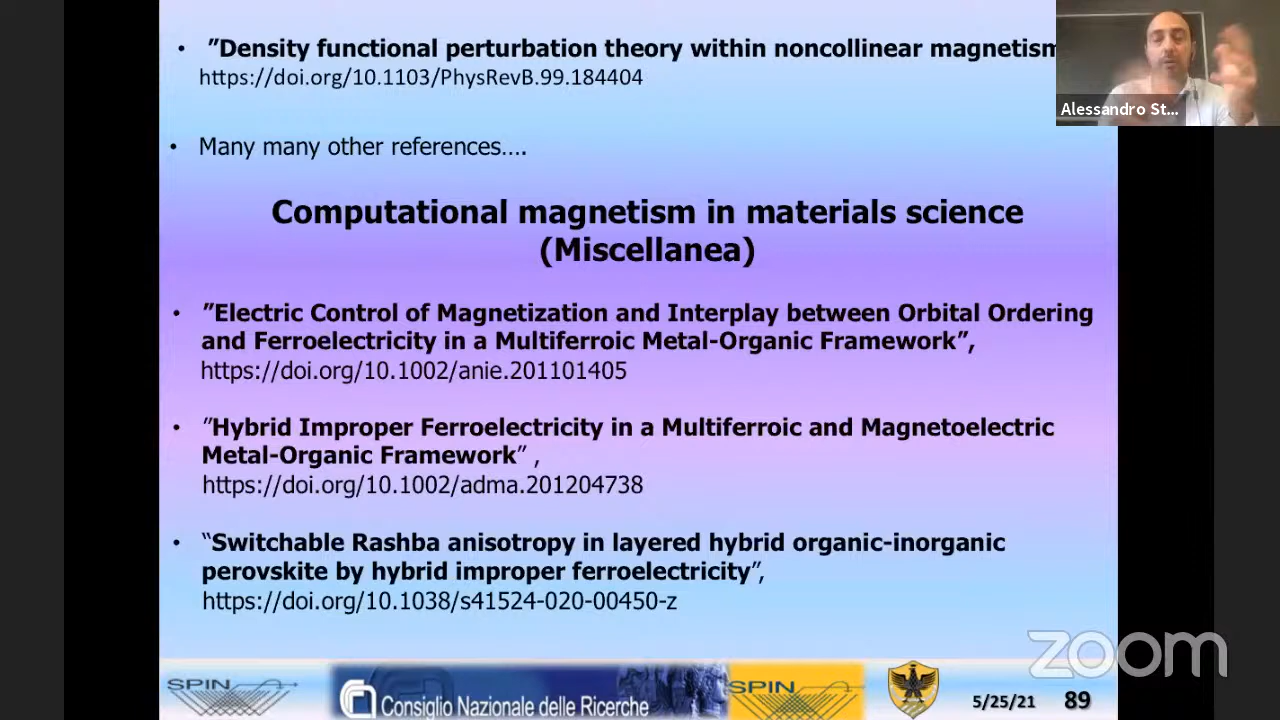 • ”Density functional perturbation theory within noncollinear magnetism
https://doi.org/10.1103/PhysRevB.99.184404
Alessandro St...
• Many many other references....
Computational magnetism in materials science
(Miscellanea)
• ”Electric Control of Magnetization and Interplay between Orbital Ordering
and Ferroelectricity in a Multiferroic Metal-Organic Framework”,
https://doi.org/10.1002/anie.201101405
• ”Hybrid Improper Ferroelectricity in a Multiferroic and Magnetoelectric
Metal-Organic Framework” ,
https://doi.org/10.1002/adma.201204738
• “Switchable Rashba anisotropy in layered hybrid organic-inorganic
perovskite by hybrid improper ferroelectricity”,
https://doi.org/10.1038/s41524-020-00450-z
zoom
SPIN
Consiglio Nazionale delle Ricerche
SPIN
5/25/21 89